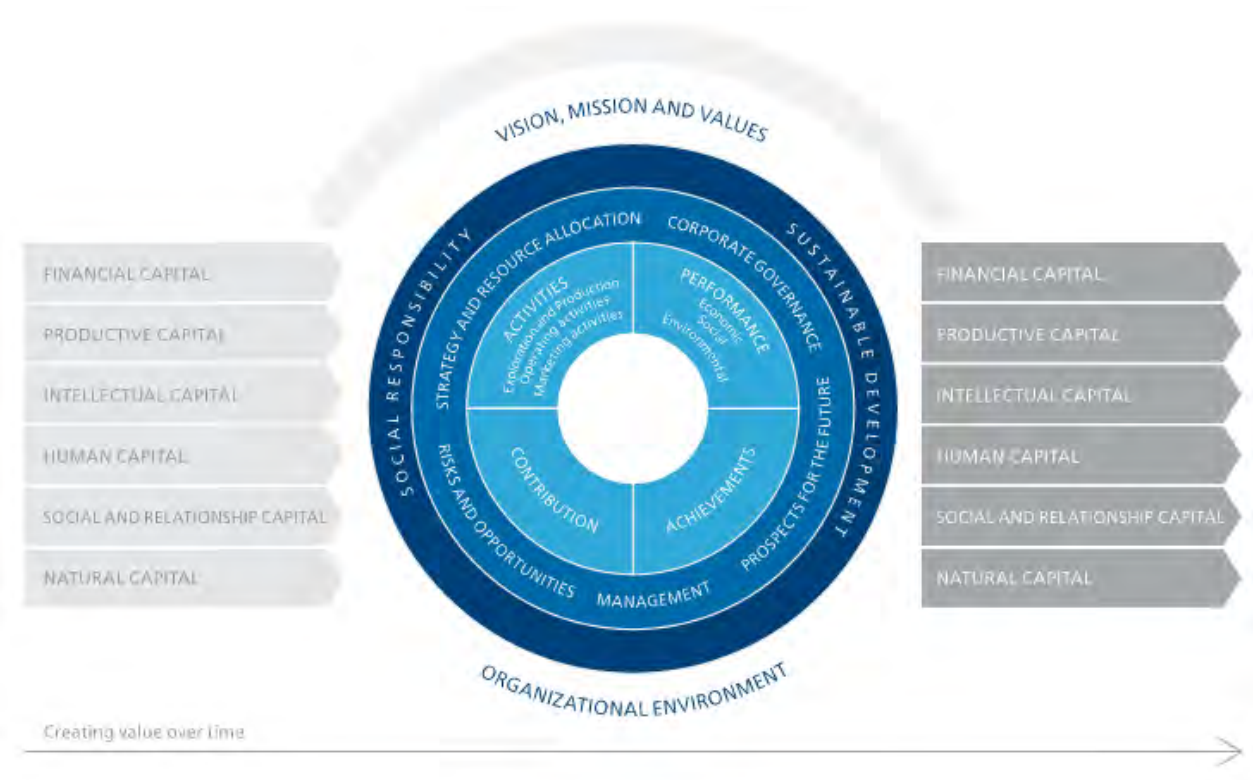 VISION, MISSION AND VALUES
FINANCIAL CAPITAL
PRODUCTIVE CAPITAL
INTELLECTUAL CAPITAL
HUMAN CAPITAL
SOCIAL AND RELATIONSHIP CAPITAL
NATURAL CAPITAL
SOCIAL RESPONSIBILITY
SUSTAINABLE DEVELOPMENT
STRATEGY AND RESOURCE ALLOCATION
CORPORATE GOVERNANCE
PROSPECTS FOR THE FUTURE
MANAGEMENT
RISKS AND OPPORTUNITIES
ACTIVITIES
Exploration and Production
Operating activities
Marketing activities
PERFORMANCE
Economic
Social
Environmental
CONTRIBUTION
ACHIEVEMENTS
FINANCIAL CAPITAL
PRODUCTIVE CAPITAL
INTELLECTUAL CAPITAL
HUMAN CAPITAL
SOCIAL AND RELATIONSHIP CAPITAL
NATURAL CAPITAL
ORGANIZATIONAL ENVIRONMENT
Creating value over time